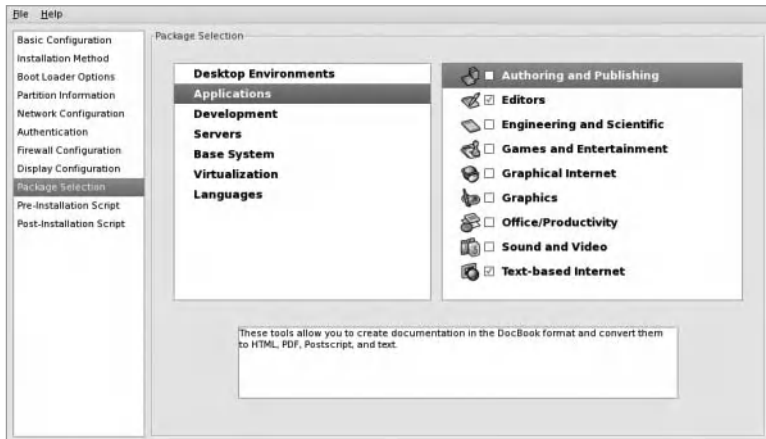 File Help
Basic Configuration
Installation Method
Boot Loader Options
Partition Information
Network Configuration
Authentication
Firewall Configuration
Display Configuration
Package Selection
Pre-Installation Script
Post-Installation Script
Package Selection
Desktop Environments
Applications
Development
Servers
Base System
Virtualization
Languages
Authoring and Publishing
Editors
Engineering and Scientific
Games and Entertainment
Graphical Internet
Graphics
Office/Productivity
Sound and Video
Text-based Internet
These tools allow you to create documentation in the DocBook format and convert them
to HTML, PDF, Postscript, and text.